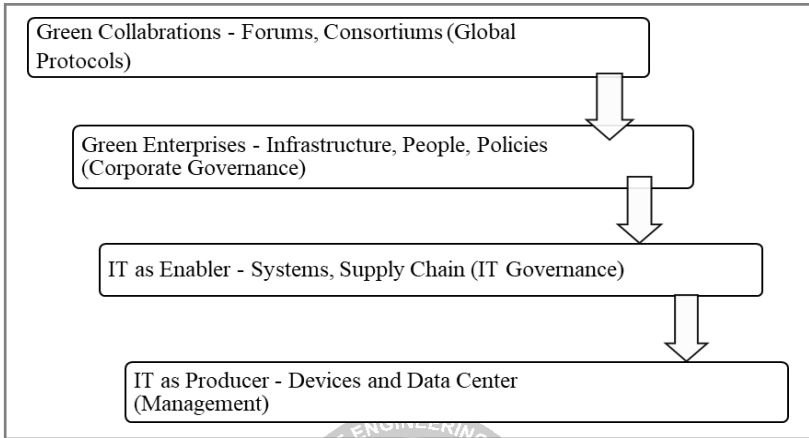 Green Collabrations - Forums, Consortiums (Global
Protocols)
Green Enterprises - Infrastructure, People, Policies
(Corporate Governance)
IT as Enabler - Systems, Supply Chain (IT Governance)
IT as Producer - Devices and Data Center
(Management)
ENGINEERING